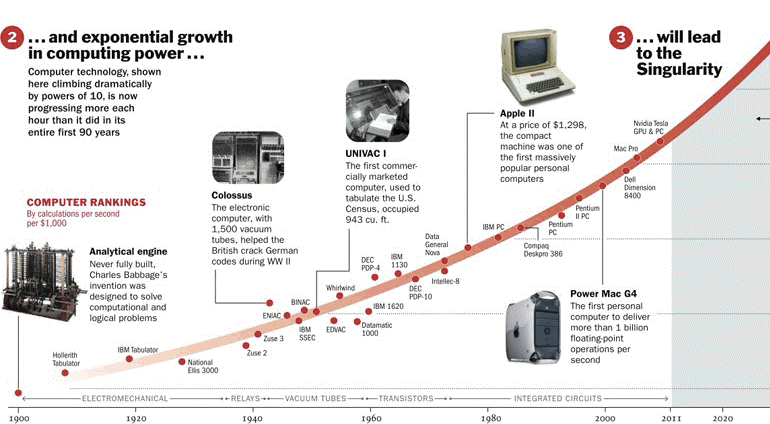 2
...and exponential growth
in computing power...
Computer technology, shown
here climbing dramatically
by powers of 10, is now
progressing more each
hour than it did in its
entire first 90 years
3
...will lead
to the
Singularity
COMPUTER RANKINGS
By calculations per second
per $1,000
Analytical engine
Never fully built,
Charles Babbage's
invention was
designed to solve
computational and
logical problems
Colossus
The electronic
computer, with
1,500 vacuum
tubes, helped the
British crack German
codes during WW II
UNIVAC I
The first commer-
cially marketed
computer, used to
tabulate the U.S.
Census, occupied
943 cu. ft.
Apple II
At a price of $1,298,
the compact
machine was one of
the first massively
popular personal
computers
Power Mac G4
The first personal
computer to deliver
more than 1 billion
floating-point
operations per
second
Hollerith
Tabulator
IBM Tabulator
National
Ellis 3000
Zuse 2
Zuse 3
ENIAC
BINAC
IBM
SSEC
Whirlwind
EDVAC
Datamatic
1000
IBM 1620
DEC
PDP-4
IBM
1130
DEC
PDP-10
Data
General
Nova
Intellec-8
IBM PC
Compaq
Deskpro 386
Pentium
PC
Pentium
II PC
Dell
Dimension
8400
Mac Pro
Nvidia Tesla
GPU & PC
ELECTROMECHANICAL
RELAYS
VACUUM TUBES
TRANSISTORS
INTEGRATED CIRCUITS
1900
1920
1940
1960
1980
2000
2011
2020